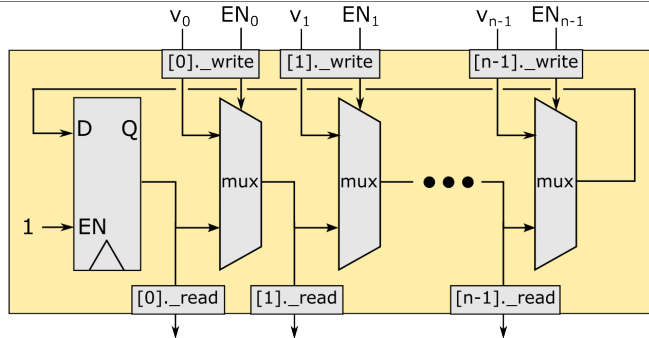 v0 EN0 v1 EN1 vn-1 ENn-1
[0]._write [1]._write [n-1]._write
D Q
mux mux mux
1 EN
[0]._read [1]._read [n-1]._read